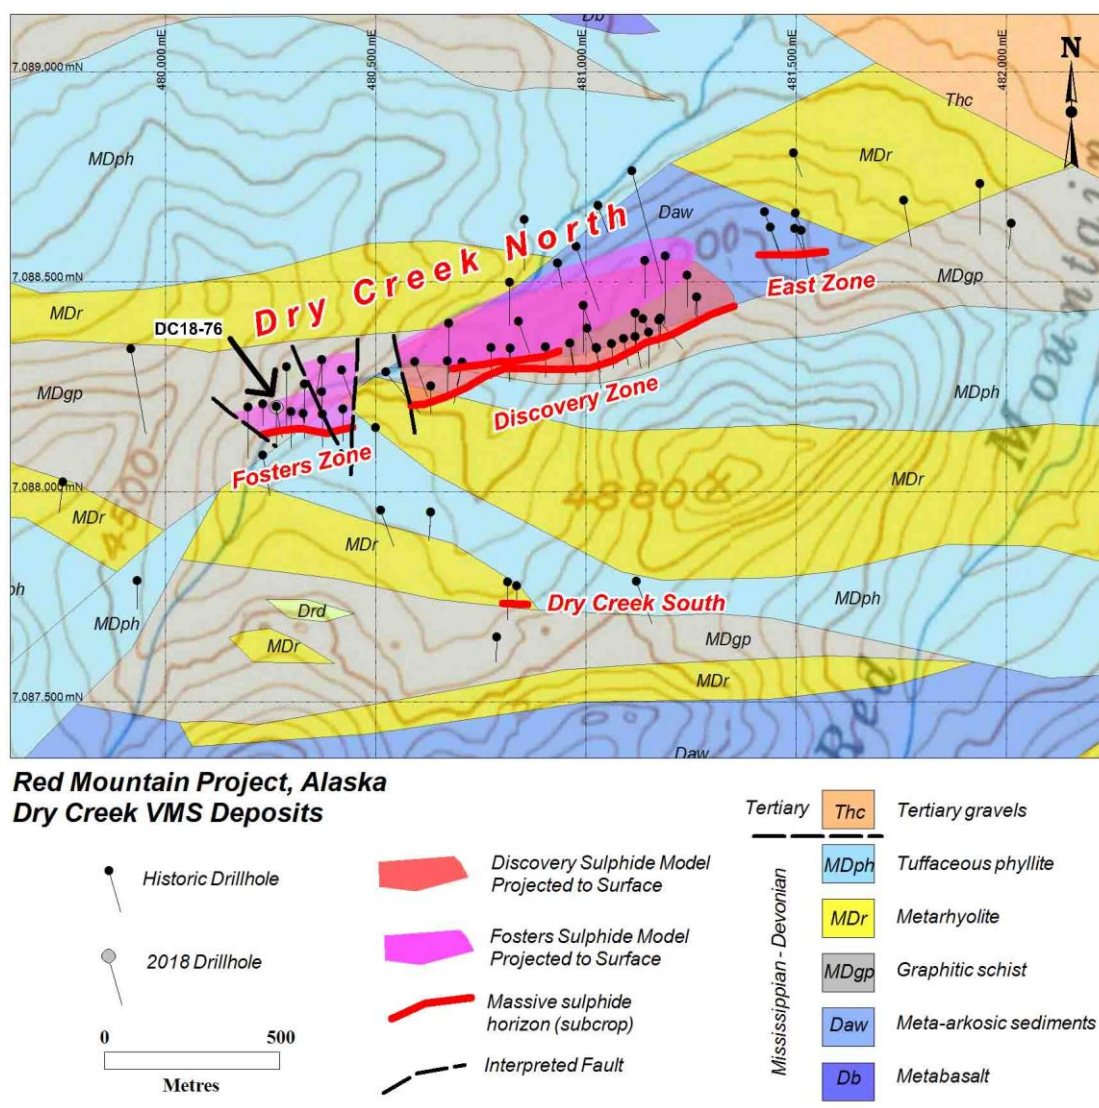 Db
480.000 mE
480.500 mE
481.000 mE
481.500 mE
482.000 mE
N
7.089.000 mN
Thc
MDph
MDr
Daw
Dry Creek North
7.088.500 mN
MDgp
East Zone
MDr
DC18-76
MDgp
MDph
Discovery Zone
Fosters Zone
4500
4880
MDr
7.088.000 mN
MDr
MDr
ph
Dry Creek South
MDph
MDph
Drd
MDgp
MDr
MDr
7.087.500 mN
Daw
Red Mountain
Red Mountain Project, Alaska
Dry Creek VMS Deposits
Historic Drillhole
2018 Drillhole
0 500
Metres
Discovery Sulphide Model
Projected to Surface
Fosters Sulphide Model
Projected to Surface
Massive sulphide
horizon (subcrop)
Interpreted Fault
Tertiary
Mississippian - Devonian
Thc Tertiary gravels
MDph Tuffaceous phyllite
MDr Metarhyolite
MDgp Graphitic schist
Daw Meta-arkosic sediments
Db Metabasalt